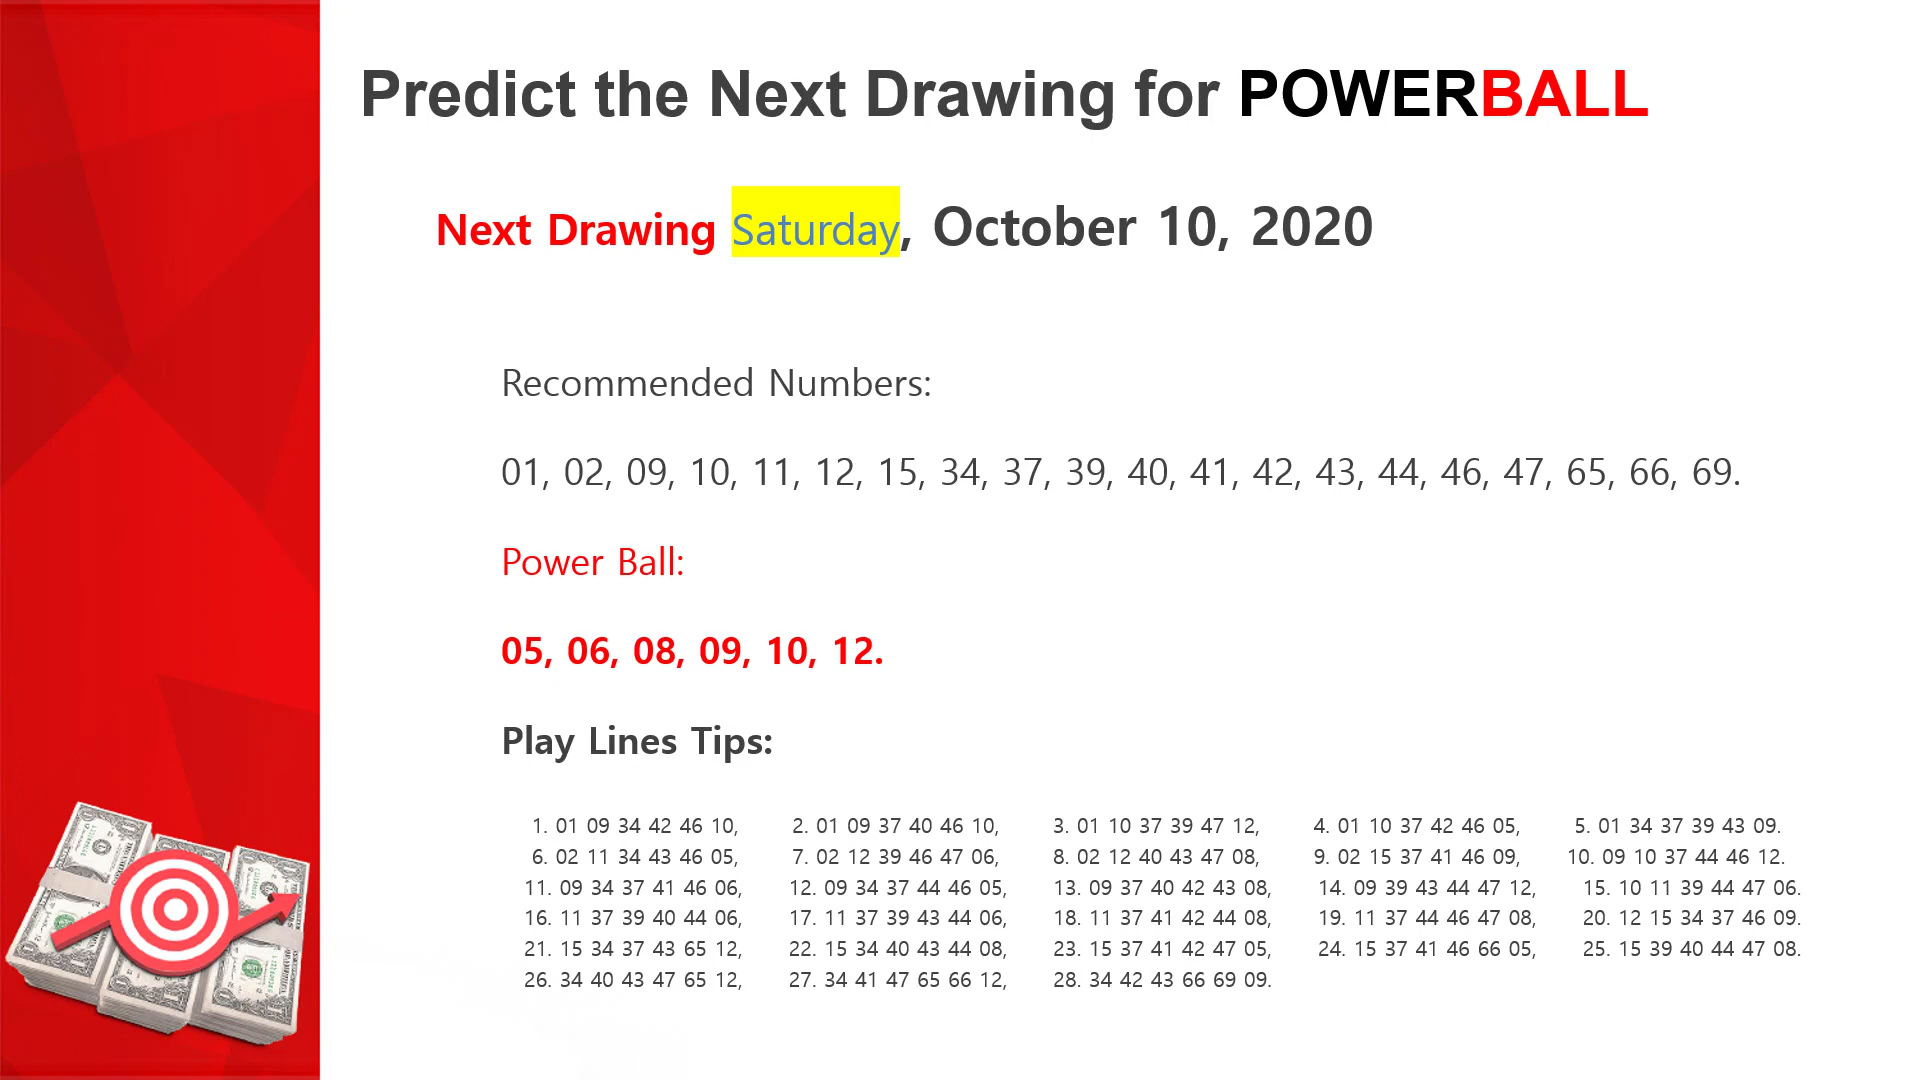 Predict the Next Drawing for POWERBALL
Next Drawing Saturday, October 10, 2020
Recommended Numbers:
01, 02, 09, 10, 11, 12, 15, 34, 37, 39, 40, 41, 42, 43, 44, 46, 47, 65, 66, 69.
Power Ball:
05, 06, 08, 09, 10, 12.
Play Lines Tips:
1. 01 09 34 42 46 10, 2. 01 09 37 40 46 10, 3. 01 10 37 39 47 12, 4. 01 10 37 42 46 05, 5. 01 34 37 39 43 09.
6. 02 11 34 43 46 05, 7. 02 12 39 46 47 06, 8. 02 12 40 43 47 08, 9. 02 15 37 41 46 09, 10. 09 10 37 44 46 12.
11. 09 34 37 41 46 06, 12. 09 34 37 44 46 05, 13. 09 37 40 42 43 08, 14. 09 39 43 44 47 12, 15. 10 11 39 44 47 06.
16. 11 37 39 40 44 06, 17. 11 37 39 43 44 06, 18. 11 37 41 42 44 08, 19. 11 37 44 46 47 08, 20. 12 15 34 37 46 09.
21. 15 34 37 43 65 12, 22. 15 34 40 43 44 08, 23. 15 37 41 42 47 05, 24. 15 37 41 46 66 05, 25. 15 39 40 44 47 08.
26. 34 40 43 47 65 12, 27. 34 41 47 65 66 12, 28. 34 42 43 66 69 09.